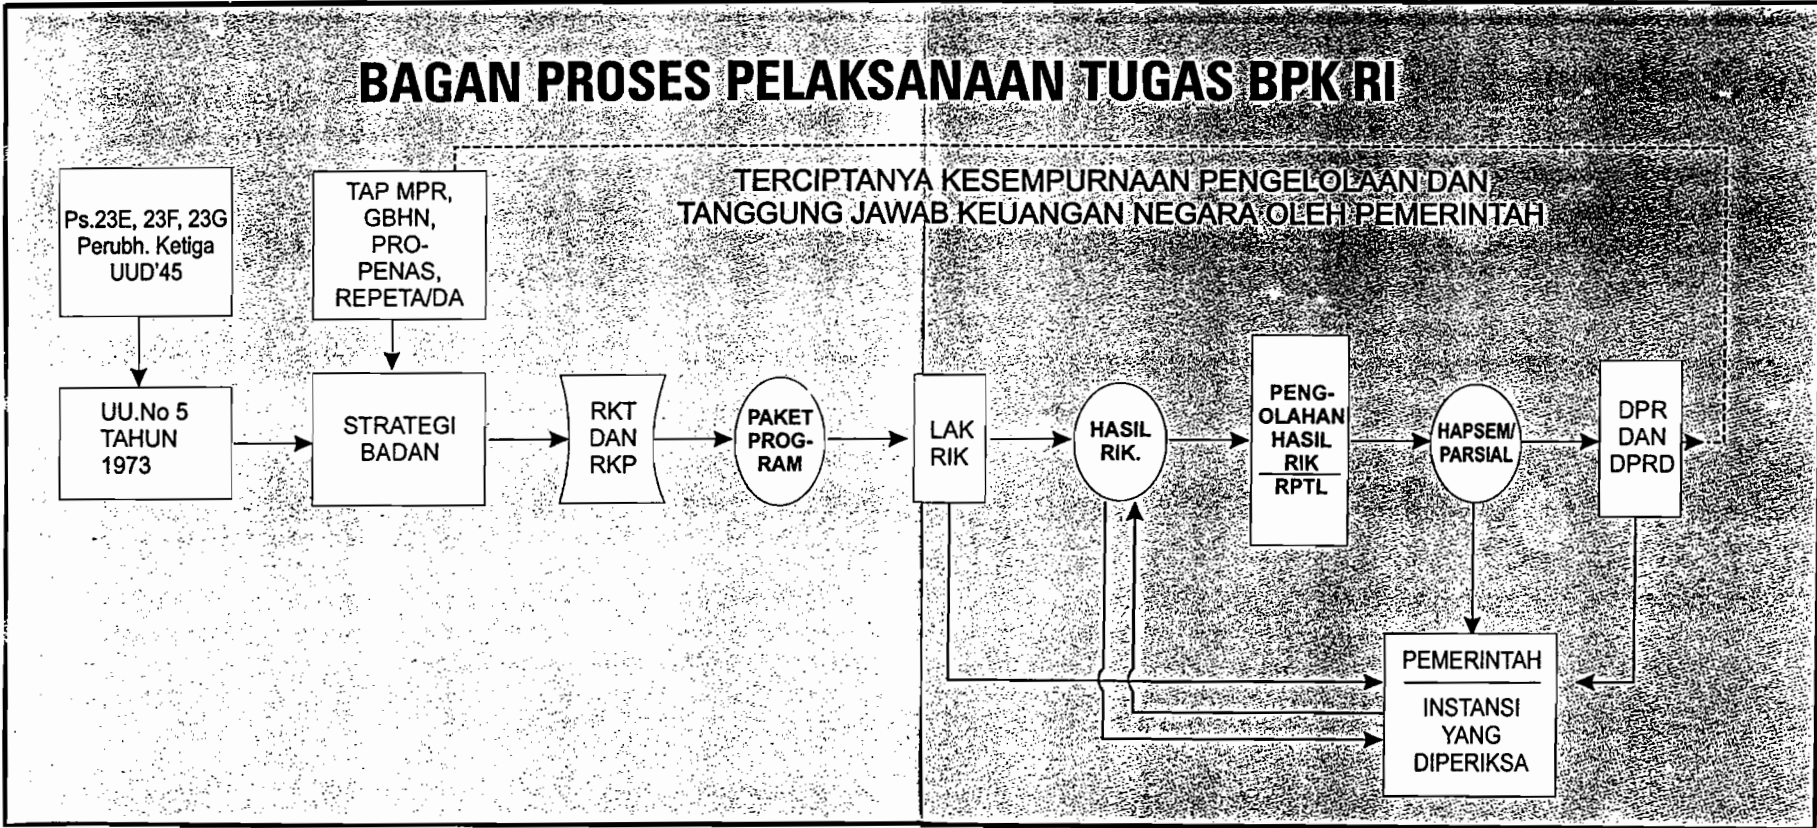 BAGAN PROSES PELAKSANAAN TUGAS BPK RI
TERCIPTANYA KESEMPURNAAN PENGELOLAAN DAN
TANGGUNG JAWAB KEUANGAN NEGARA OLEH PEMERINTAH
Ps.23E, 23F, 23G
Perubh. Ketiga
UUD'45
TAP MPR,
GBHN,
PRO-
PENAS,
REPETA/DA
UU.No 5
TAHUN
1973
STRATEGI
BADAN
RKT
DAN
RKP
PAKET
PROG-
RAM
LAK
RIK
HASIL
RIK.
PENG-
OLAHAN
HASIL
RIK
RPTL
HAPSEM/
PARSIAL
DPR
DAN
DPRD
PEMERINTAH
INSTANSI
YANG
DIPERIKSA